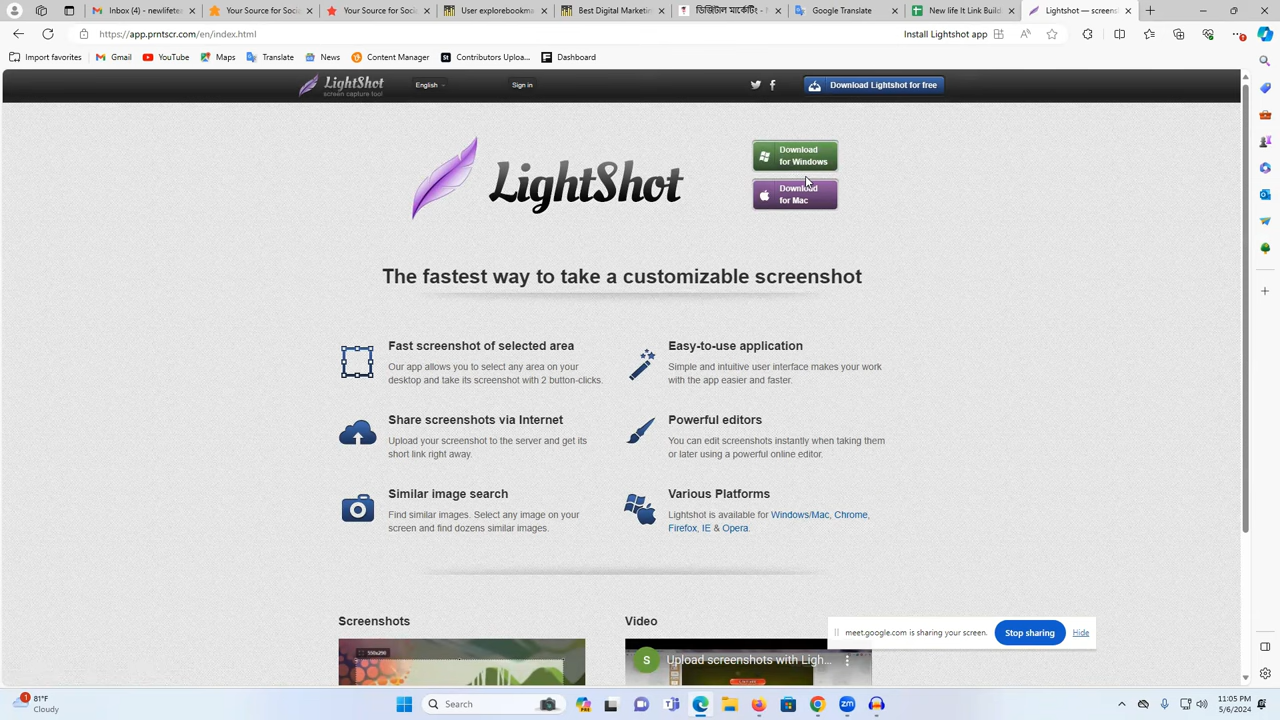 M newlifetec
Your Source for Soci
Your Source for Soci
User explorebookma
Best Digital Marketin
ডিজিটাল মার্কেটিং -
Google Translate
New life It Link Build
Lightshot — screens
https://app.prntscr.com/en/index.html
Install Lightshot app
Import favorites
Gmail
YouTube
Maps
Translate
News
Content Manager
Contributors Uploa...
Dashboard
LightShot
screen capture tool
English
Sign in
Download Lightshot for free
LightShot
Download
for Windows
Download
for Mac
The fastest way to take a customizable screenshot
Fast screenshot of selected area
Our app allows you to select any area on your
desktop and take its screenshot with 2 button-clicks.
Easy-to-use application
Simple and intuitive user interface makes your work
with the app easier and faster.
Share screenshots via Internet
Upload your screenshot to the server and get its
short link right away.
Powerful editors
You can edit screenshots instantly when taking them
or later using a powerful online editor.
Similar image search
Find similar images. Select any image on your
screen and find dozens similar images.
Various Platforms
Lightshot is available for Windows/Mac, Chrome,
Firefox, IE & Opera.
Screenshots
Video
meet.google.com is sharing your screen.
Stop sharing
Hide
S
Upload screenshots with Ligh...
1
81°F
Cloudy
Search
11:05 PM
5/6/2024